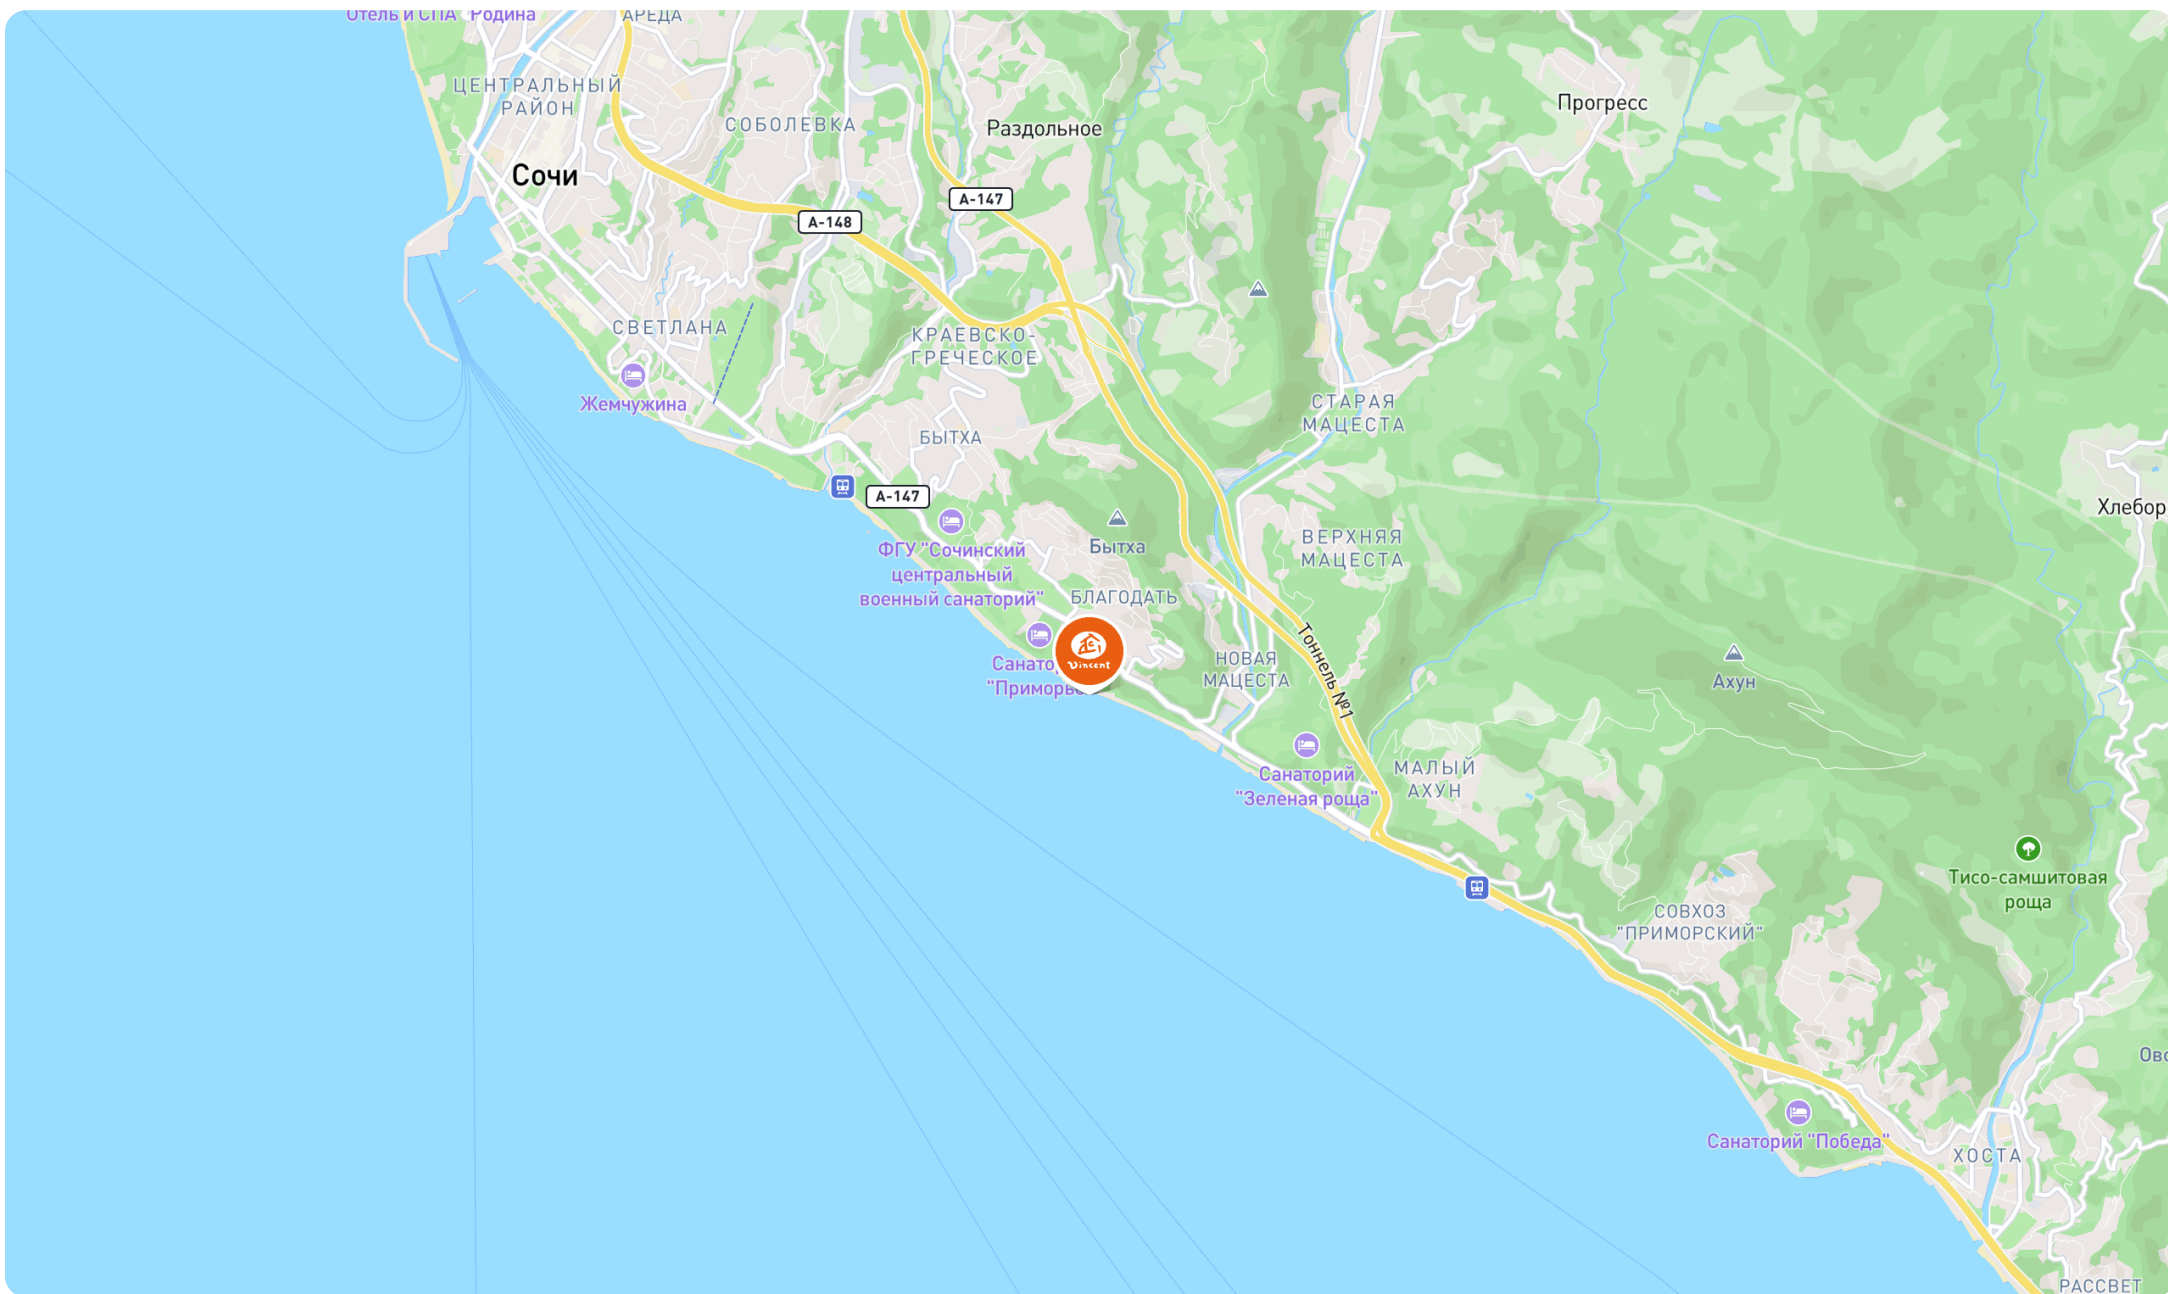 Отель и СПА "Родина
АРЕДА
ЦЕНТРАЛЬНЫЙ
РАЙОН
СОБОЛЕВКА
Раздольное
Прогресс
Сочи
А-147
А-148
СВЕТЛАНА
КРАЕВСКО-
ГРЕЧЕСКОЕ
Жемчужина
СТАРАЯ
МАЦЕСТА
БЫТХА
А-147
Хлебор
ФГУ "Сочинский
центральный
военный санаторий"
Бытха
ВЕРХНЯЯ
МАЦЕСТА
БЛАГОДАТЬ
Vincent
Санато
"Приморь
НОВАЯ
МАЦЕСТА
Тоннель №1
Ахун
Санаторий
"Зеленая роща"
МАЛЫЙ
АХУН
Тисо-самшитовая
роща
СОВХОЗ
"ПРИМОРСКИЙ"
Ово
Санаторий "Победа"
ХОСТА
РАССВЕТ